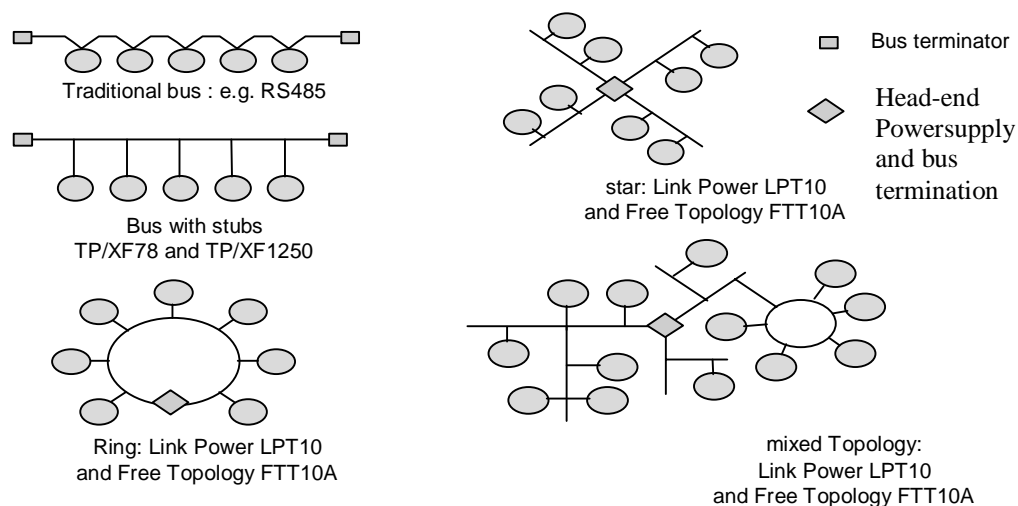 Traditional bus : e.g. RS485
Bus with stubs
TP/XF78 and TP/XF1250
Ring: Link Power LPT10
and Free Topology FTT10A
star: Link Power LPT10
and Free Topology FTT10A
mixed Topology:
Link Power LPT10
and Free Topology FTT10A
Bus terminator
Head-end
Powersupply
and bus
termination